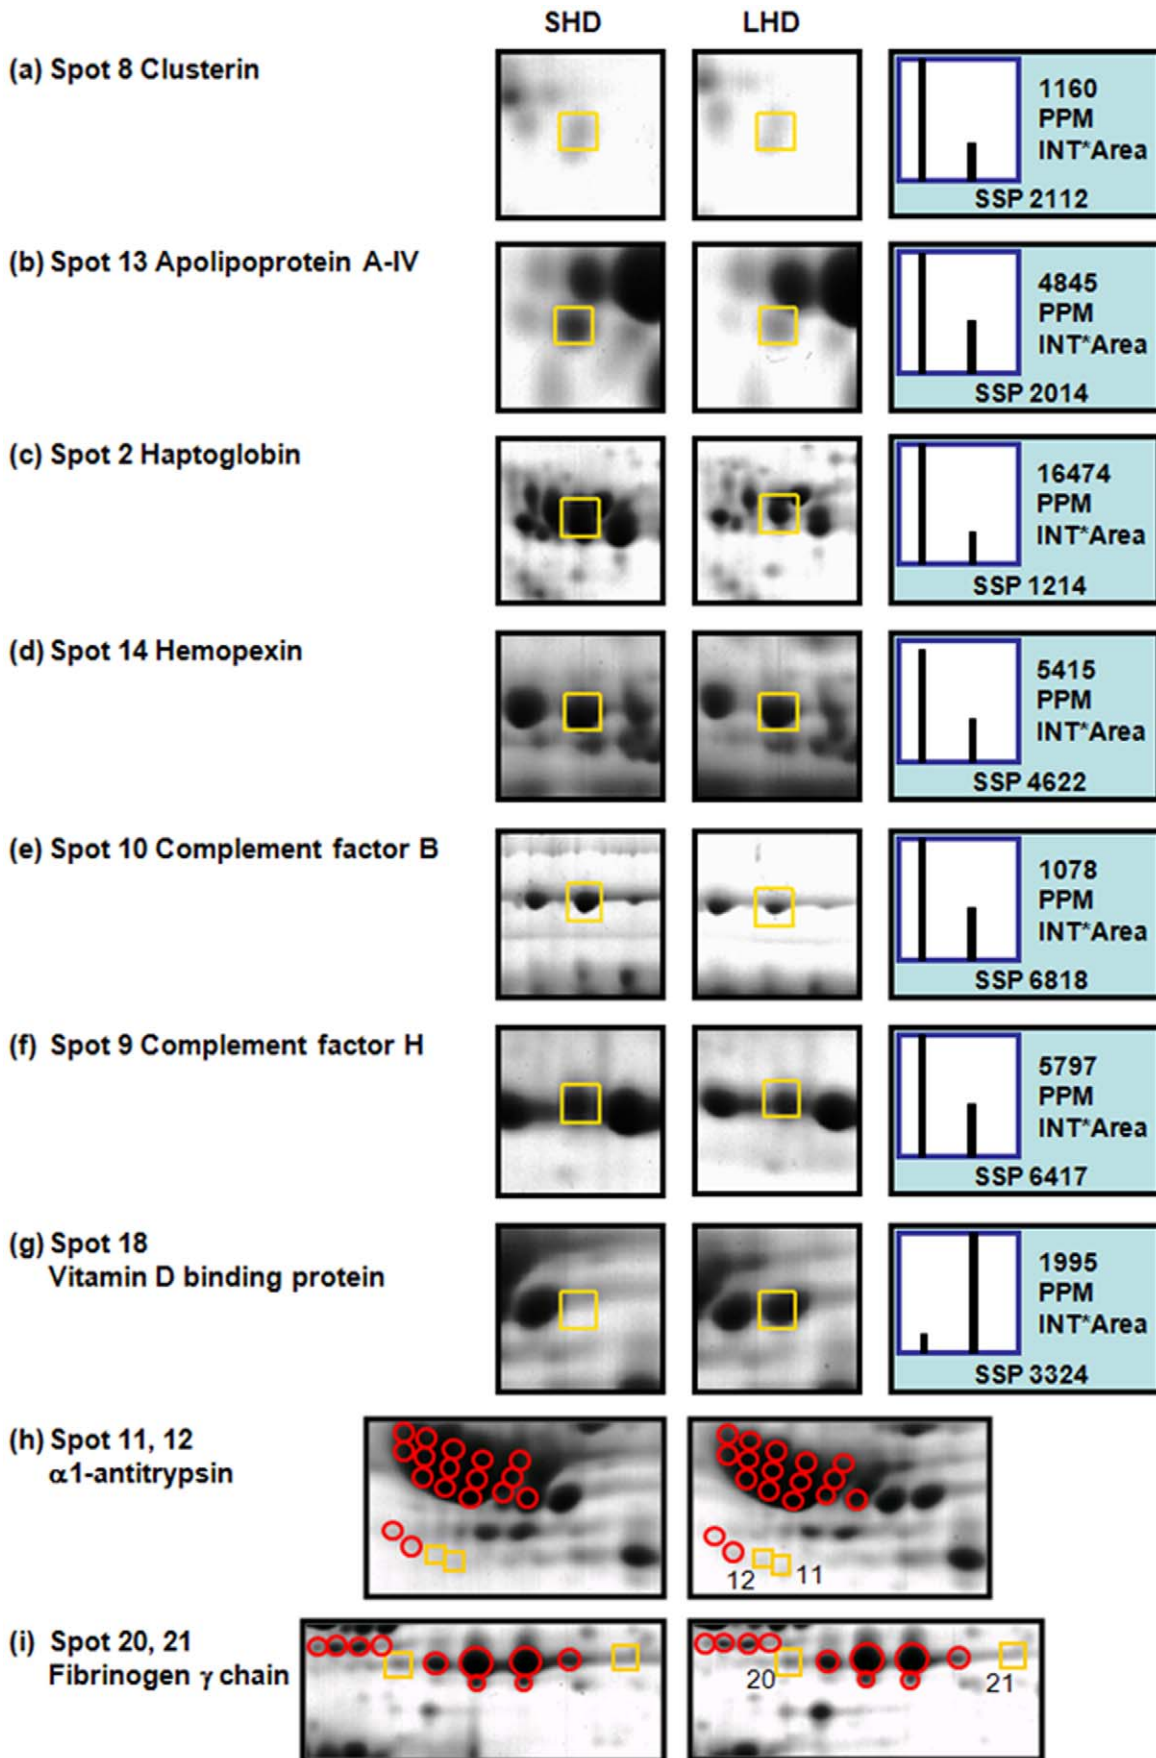 SHD LHD
(a) Spot 8 Clusterin
1160
PPM
INT*Area
SSP 2112
(b) Spot 13 Apolipoprotein A-IV
4845
PPM
INT*Area
SSP 2014
(c) Spot 2 Haptoglobin
16474
PPM
INT*Area
SSP 1214
(d) Spot 14 Hemopexin
5415
PPM
INT*Area
SSP 4622
(e) Spot 10 Complement factor B
1078
PPM
INT*Area
SSP 6818
(f) Spot 9 Complement factor H
5797
PPM
INT*Area
SSP 6417
(g) Spot 18
Vitamin D binding protein
1995
PPM
INT*Area
SSP 3324
(h) Spot 11, 12
α1-antitrypsin
12 11
(i) Spot 20, 21
Fibrinogen γ chain
20 21